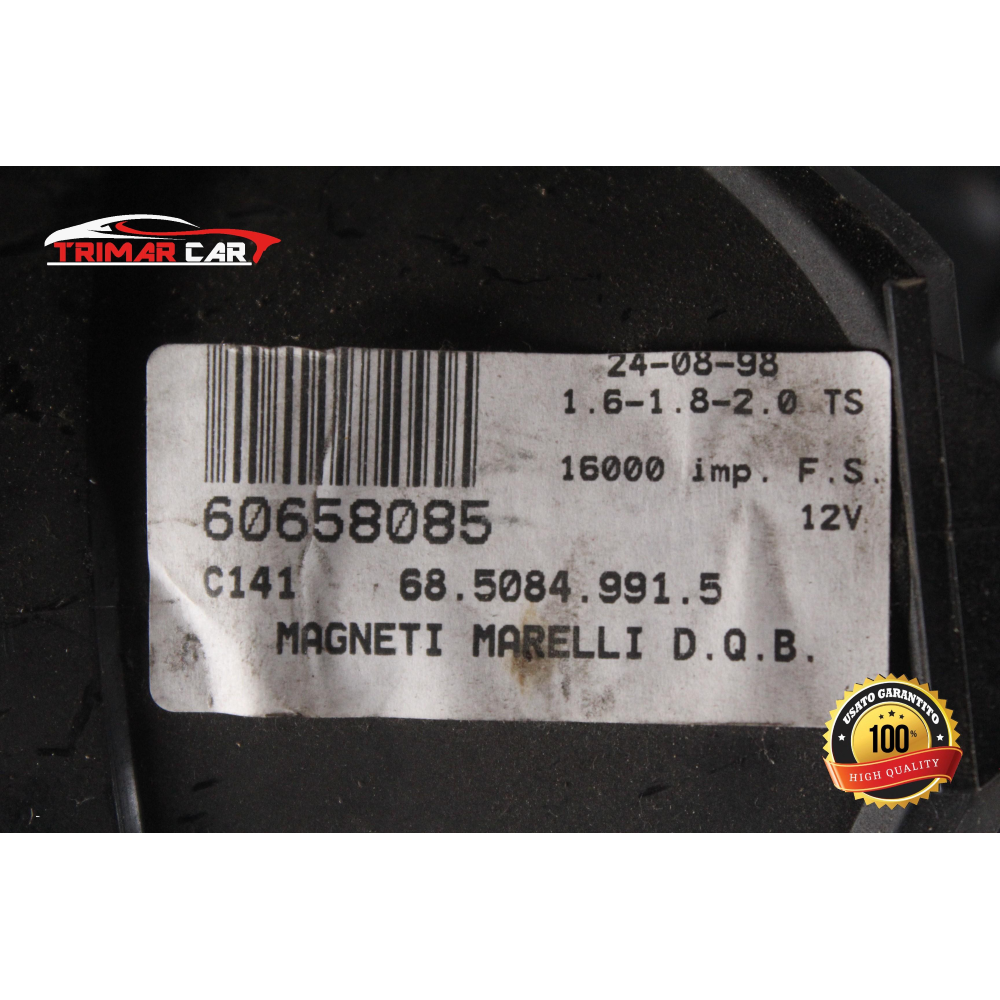 TRIMAR CAR
24-08-98
1.6-1.8-2.0 TS
16000 imp. F.S.
60658085
12V
C141 68.5084.991.5
MAGNETI MARELLI D.Q.B.
USATO GARANTITO
100%
HIGH QUALITY